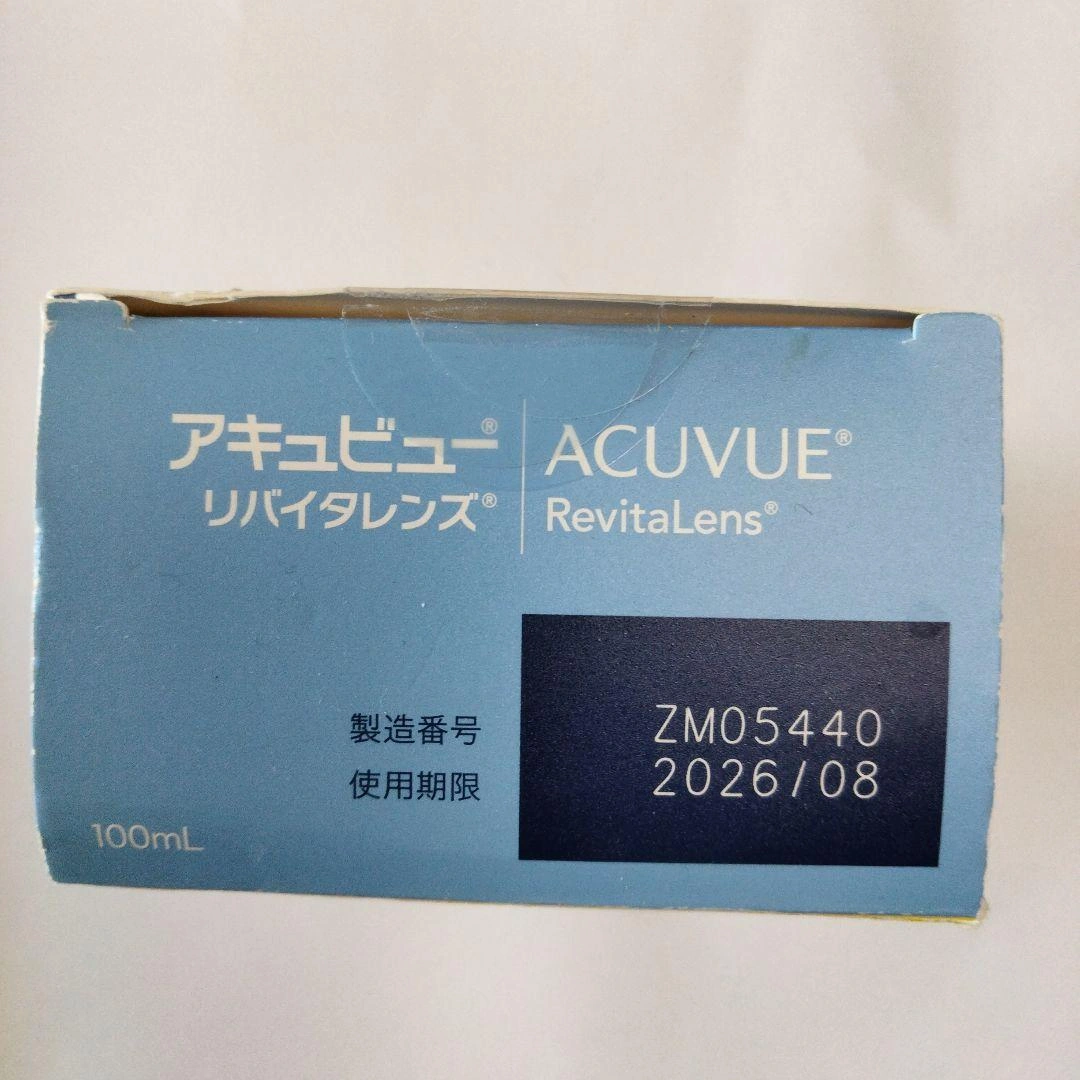 アキュビュー®
リバイタレンズ®
ACUVUE®
RevitaLens®
製造番号 ZM05440
使用期限 2026/08
100mL